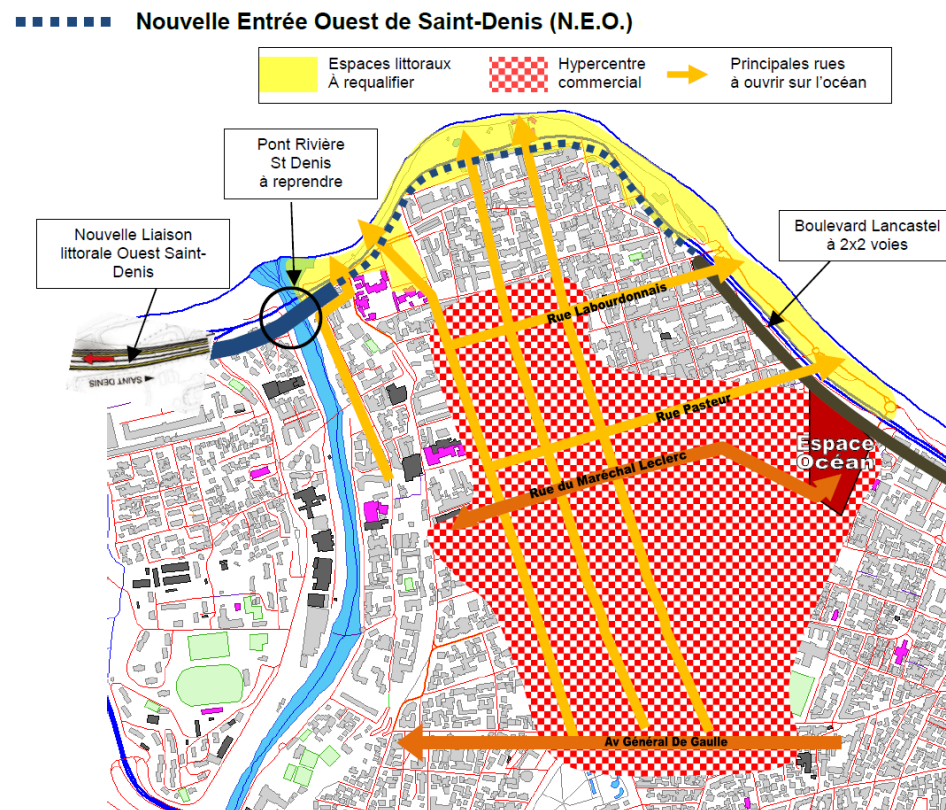 Nouvelle Entrée Ouest de Saint-Denis (N.E.O.)
Espaces littoraux
À requalifier
Hypercentre
commercial
Principales rues
à ouvrir sur l'océan
Pont Rivière
St Denis
à reprendre
Nouvelle Liaison
littorale Ouest Saint-
Denis
Boulevard Lancastel
à 2x2 voies
SAINT DENIS
Rue Labourdonnais
Rue Pasteur
Espace
Océan
Rue du Maréchal Leclerc
Av Général De Gaulle